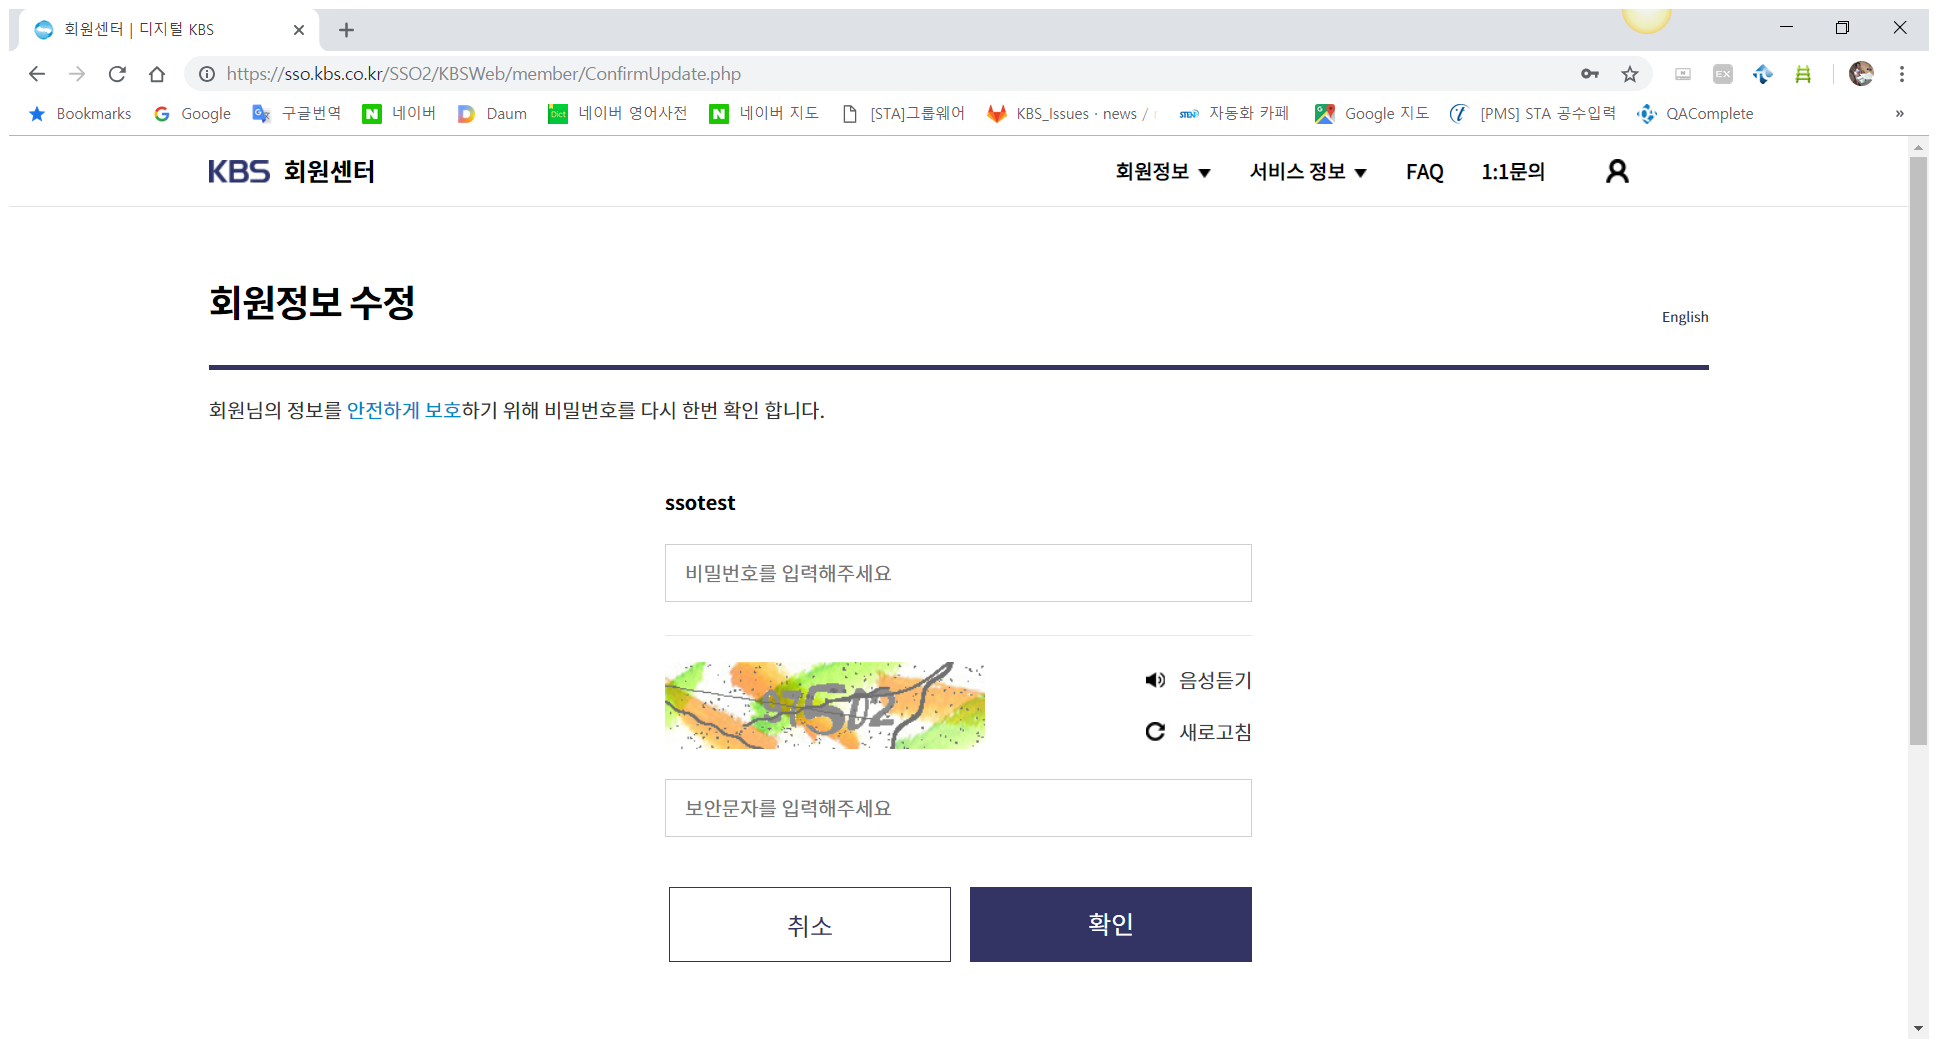 회원센터 | 디지털 KBS
https://sso.kbs.co.kr/SSO2/KBSWeb/member/ConfirmUpdate.php
EX
Bookmarks Google 구글번역 네이버 Daum 네이버 영어사전 네이버 지도 [STA]그룹웨어 KBS_Issues · news / 자동화 카페 Google 지도 [PMS] STA 공수입력 QAComplete »
KBS 회원센터
회원정보 ▼ 서비스 정보 ▼ FAQ 1:1문의
회원정보 수정
English
회원님의 정보를 안전하게 보호하기 위해 비밀번호를 다시 한번 확인 합니다.
ssotest
비밀번호를 입력해주세요
97502
음성듣기
새로고침
보안문자를 입력해주세요
취소 확인